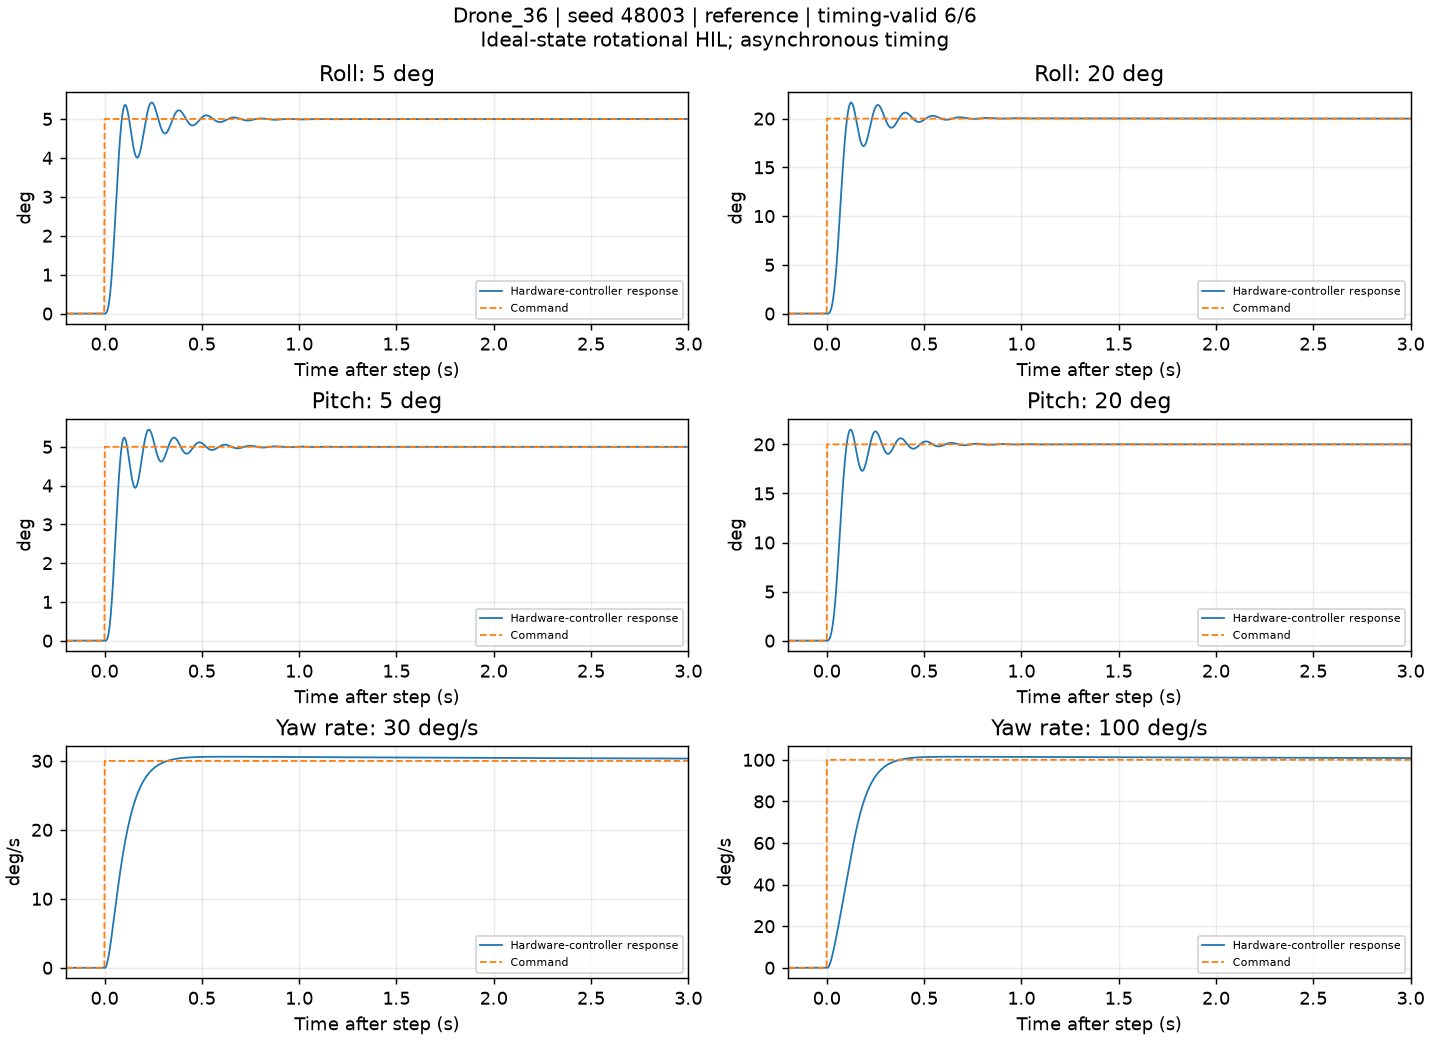 Drone_36 | seed 48003 | reference | timing-valid 6/6
Ideal-state rotational HIL; asynchronous timing
Roll: 5 deg
deg
5
4
3
2
1
0
Hardware-controller response
Command
0.0 0.5 1.0 1.5 2.0 2.5 3.0
Time after step (s)
Roll: 20 deg
deg
20
15
10
5
0
Hardware-controller response
Command
0.0 0.5 1.0 1.5 2.0 2.5 3.0
Time after step (s)
Pitch: 5 deg
deg
5
4
3
2
1
0
Hardware-controller response
Command
0.0 0.5 1.0 1.5 2.0 2.5 3.0
Time after step (s)
Pitch: 20 deg
deg
20
15
10
5
0
Hardware-controller response
Command
0.0 0.5 1.0 1.5 2.0 2.5 3.0
Time after step (s)
Yaw rate: 30 deg/s
deg/s
30
20
10
0
Hardware-controller response
Command
0.0 0.5 1.0 1.5 2.0 2.5 3.0
Time after step (s)
Yaw rate: 100 deg/s
deg/s
100
80
60
40
20
0
Hardware-controller response
Command
0.0 0.5 1.0 1.5 2.0 2.5 3.0
Time after step (s)